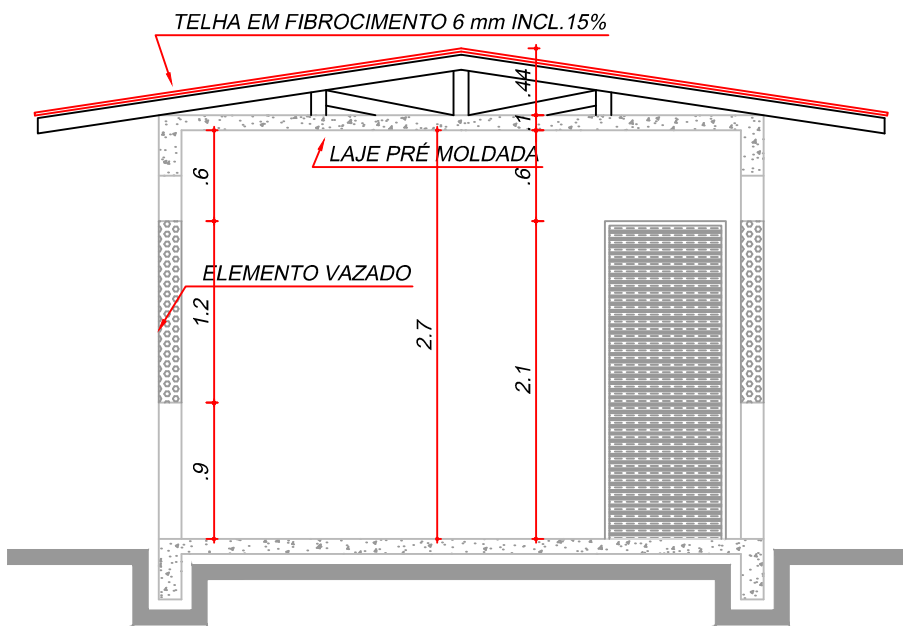 TELHA EM FIBROCIMENTO 6 mm INCL.15%
.44
.1
LAJE PRÉ MOLDADA
.6
.6
ELEMENTO VAZADO
1.2
2.7
2.1
.9